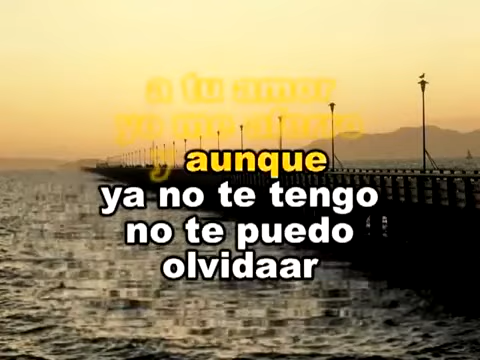 a tu amor
yo me aferro
y aunque
ya no te tengo
no te puedo
olvidaar